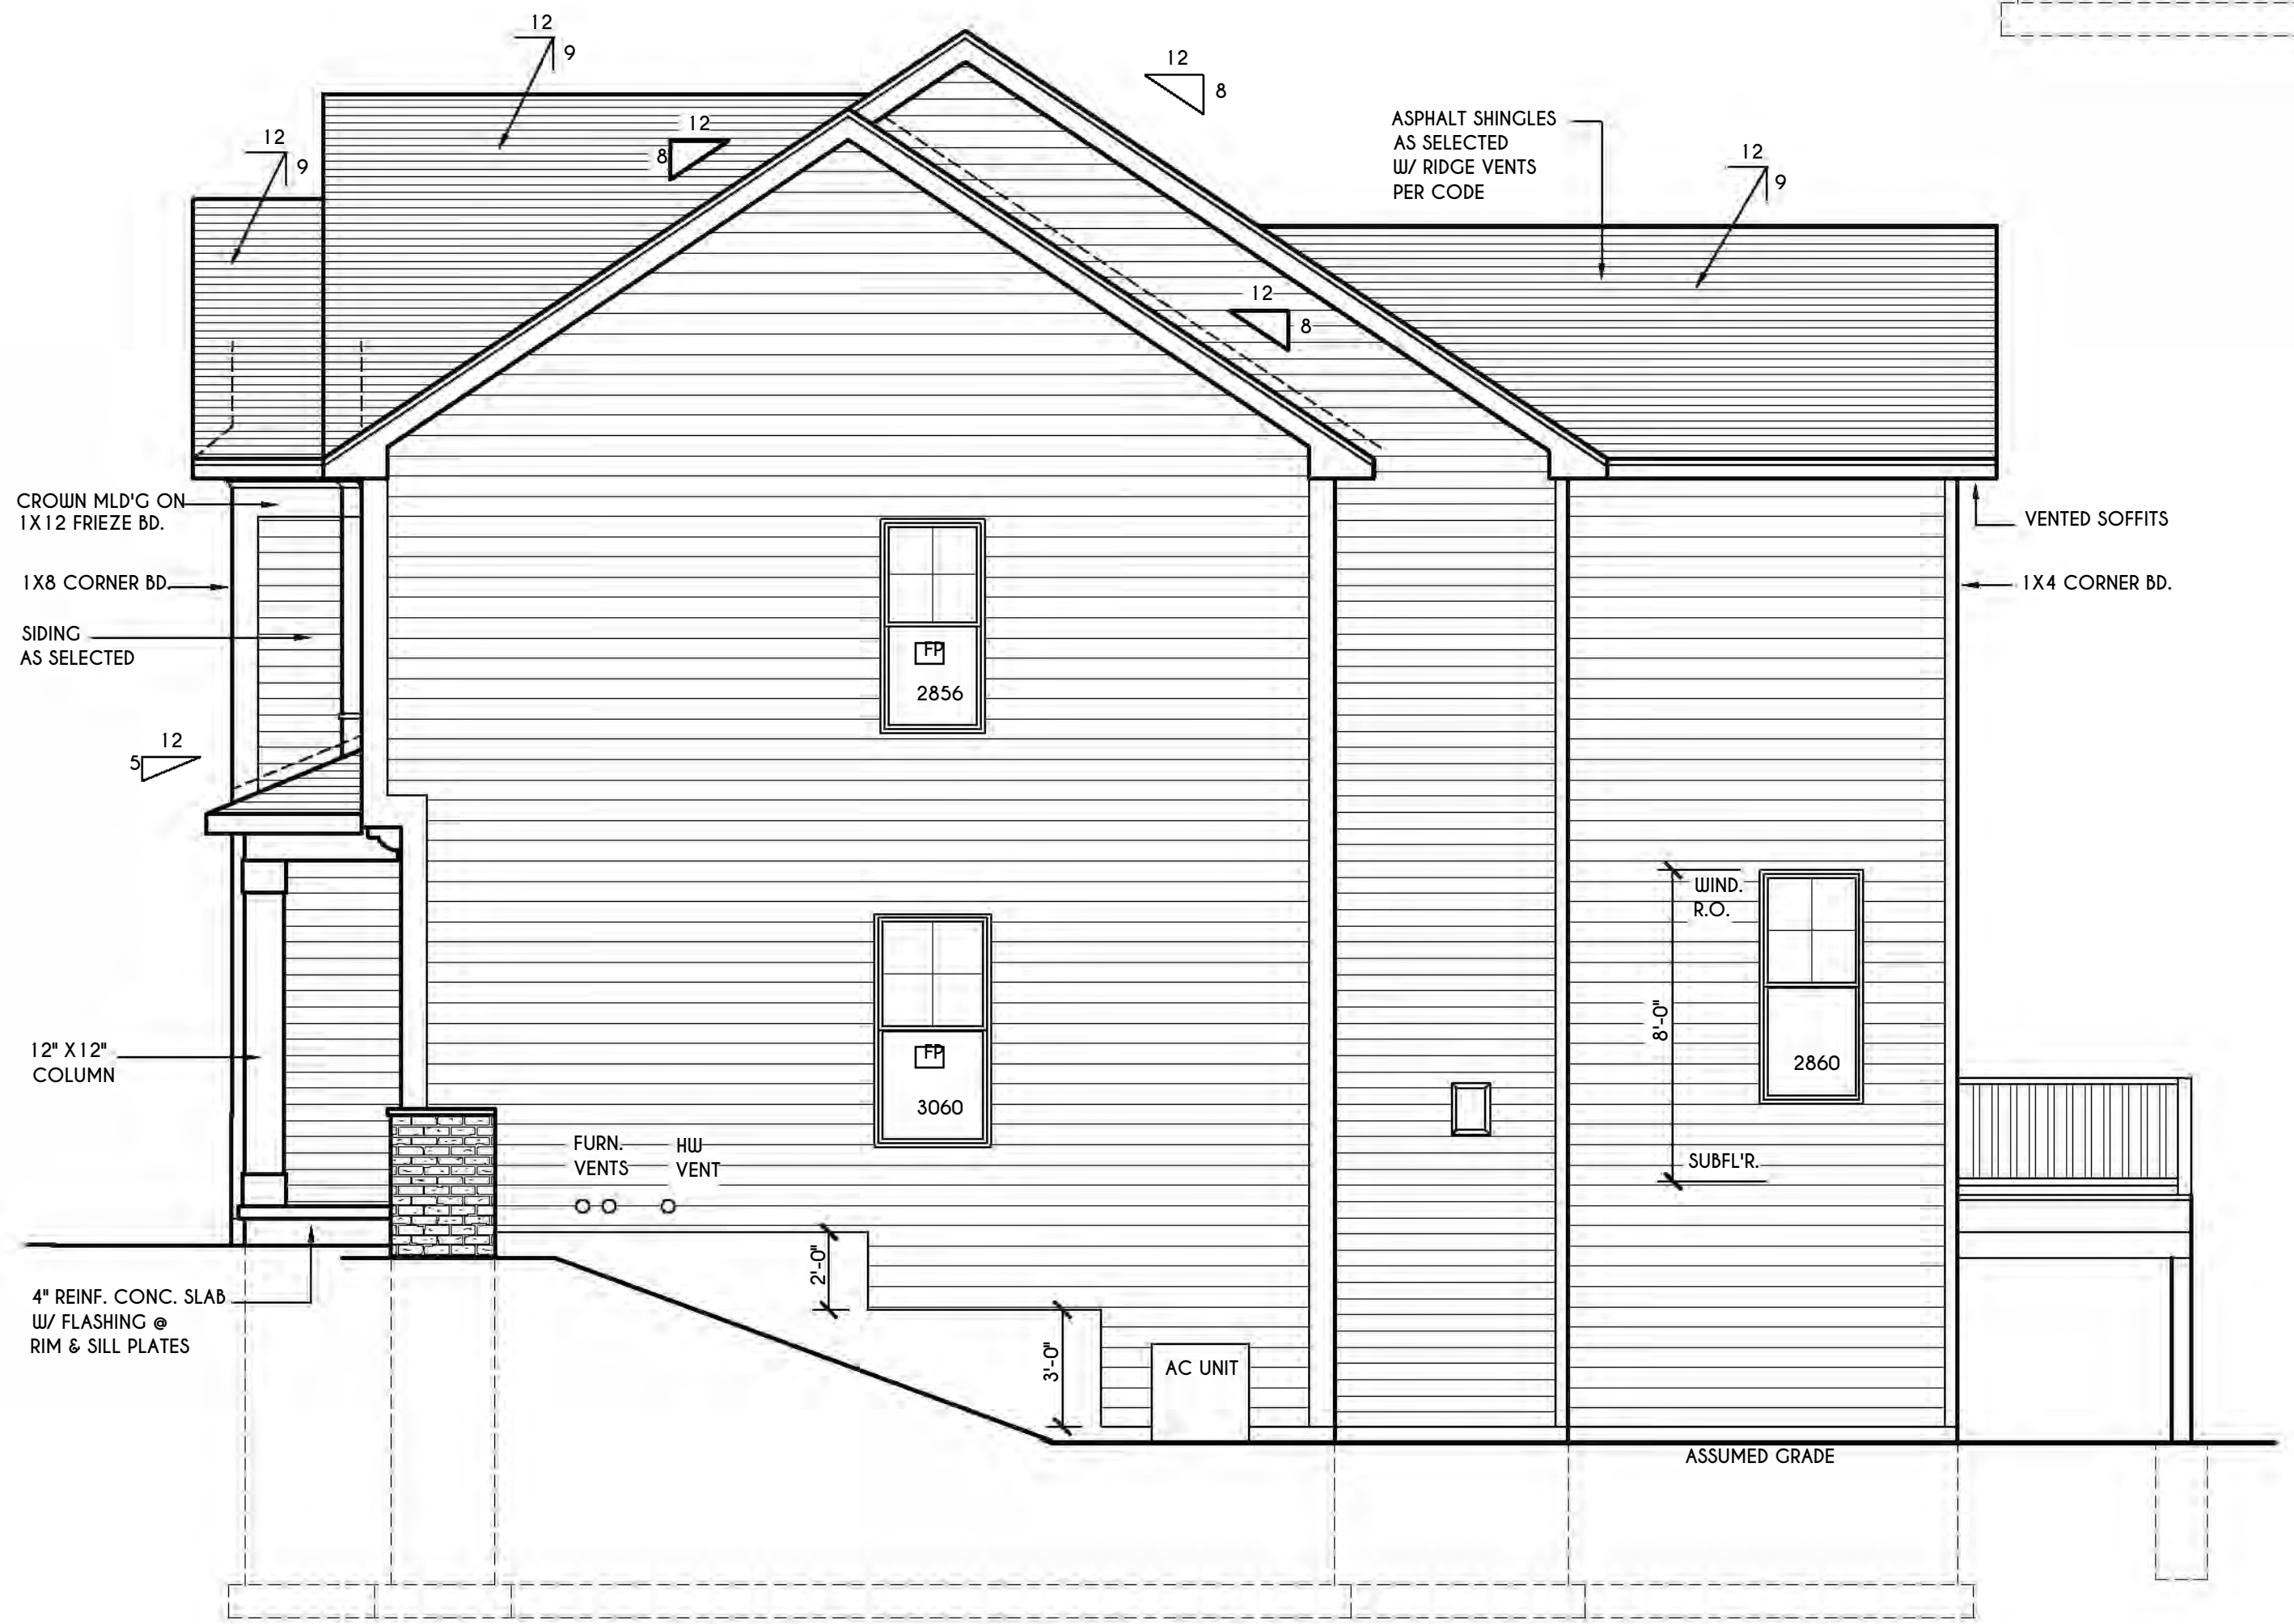 12
9
12
8
12
9
12
8
ASPHALT SHINGLES
AS SELECTED
W/ RIDGE VENTS
PER CODE
12
9
12
8
CROWN MLD'G ON
1X12 FRIEZE BD.
VENTED SOFFITS
1X8 CORNER BD.
1X4 CORNER BD.
SIDING
AS SELECTED
FP
2856
12
5
WIND.
R.O.
8'-0"
12" X12"
COLUMN
FP
3060
2860
FURN.
VENTS
HW
VENT
SUBFL'R.
2'-0"
4" REINF. CONC. SLAB
W/ FLASHING @
RIM & SILL PLATES
3'-0"
AC UNIT
ASSUMED GRADE